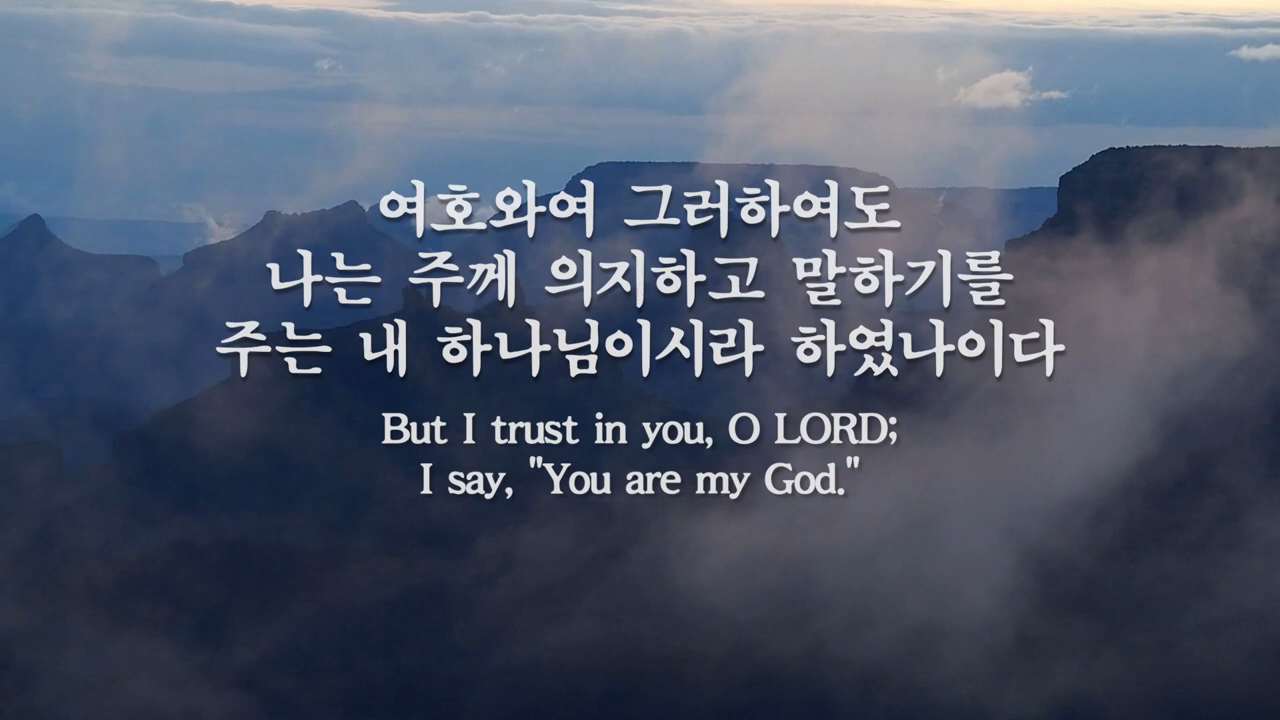 여호와여 그러하여도
나는 주께 의지하고 말하기를
주는 내 하나님이시라 하였나이다
But I trust in you, O LORD;
I say, "You are my God."